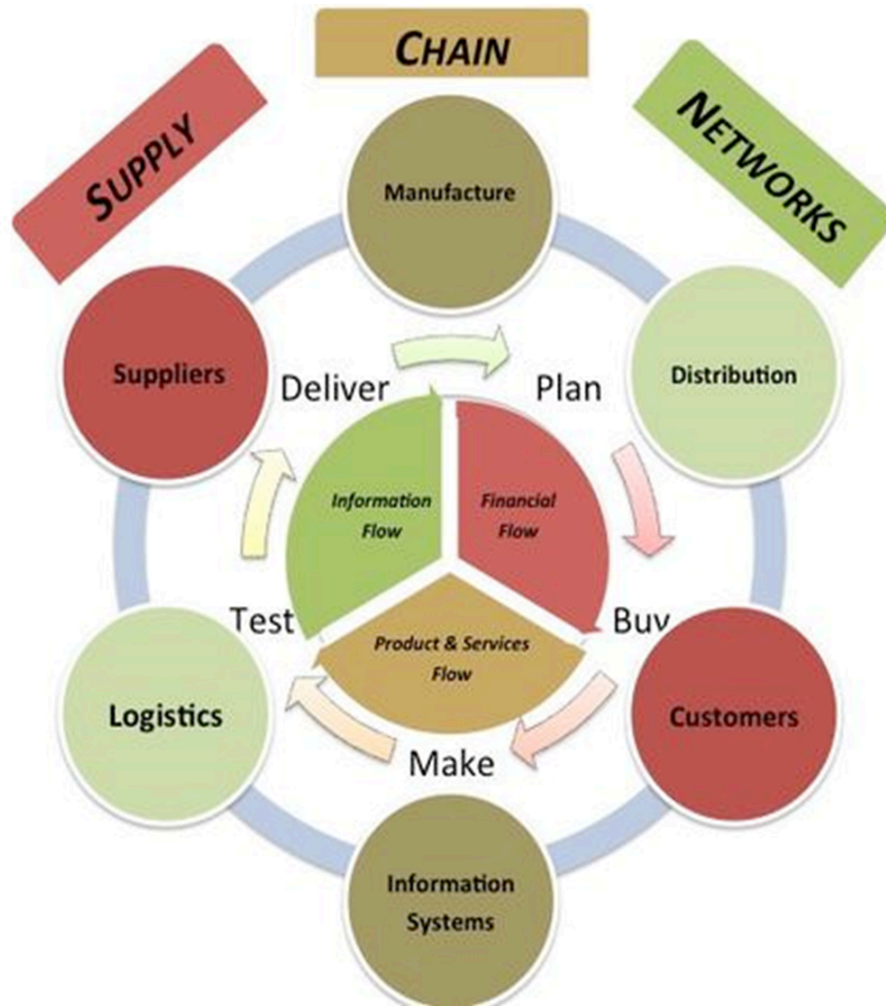 SUPPLY
CHAIN
NETWORKS
Manufacture
Suppliers
Distribution
Deliver
Plan
Information
Flow
Financial
Flow
Test
Buy
Product & Services
Flow
Logistics
Customers
Make
Information
Systems